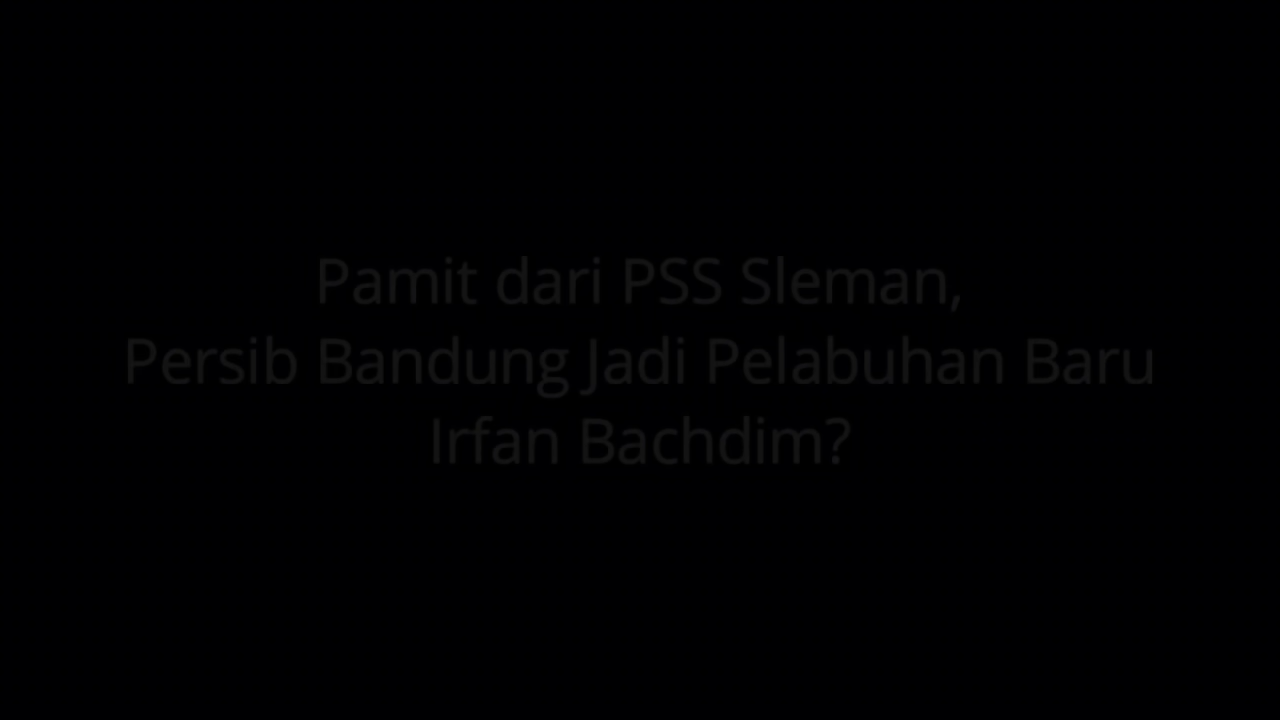 Pamit dari PSS Sleman,
Persib Bandung Jadi Pelabuhan Baru
Irfan Bachdim?